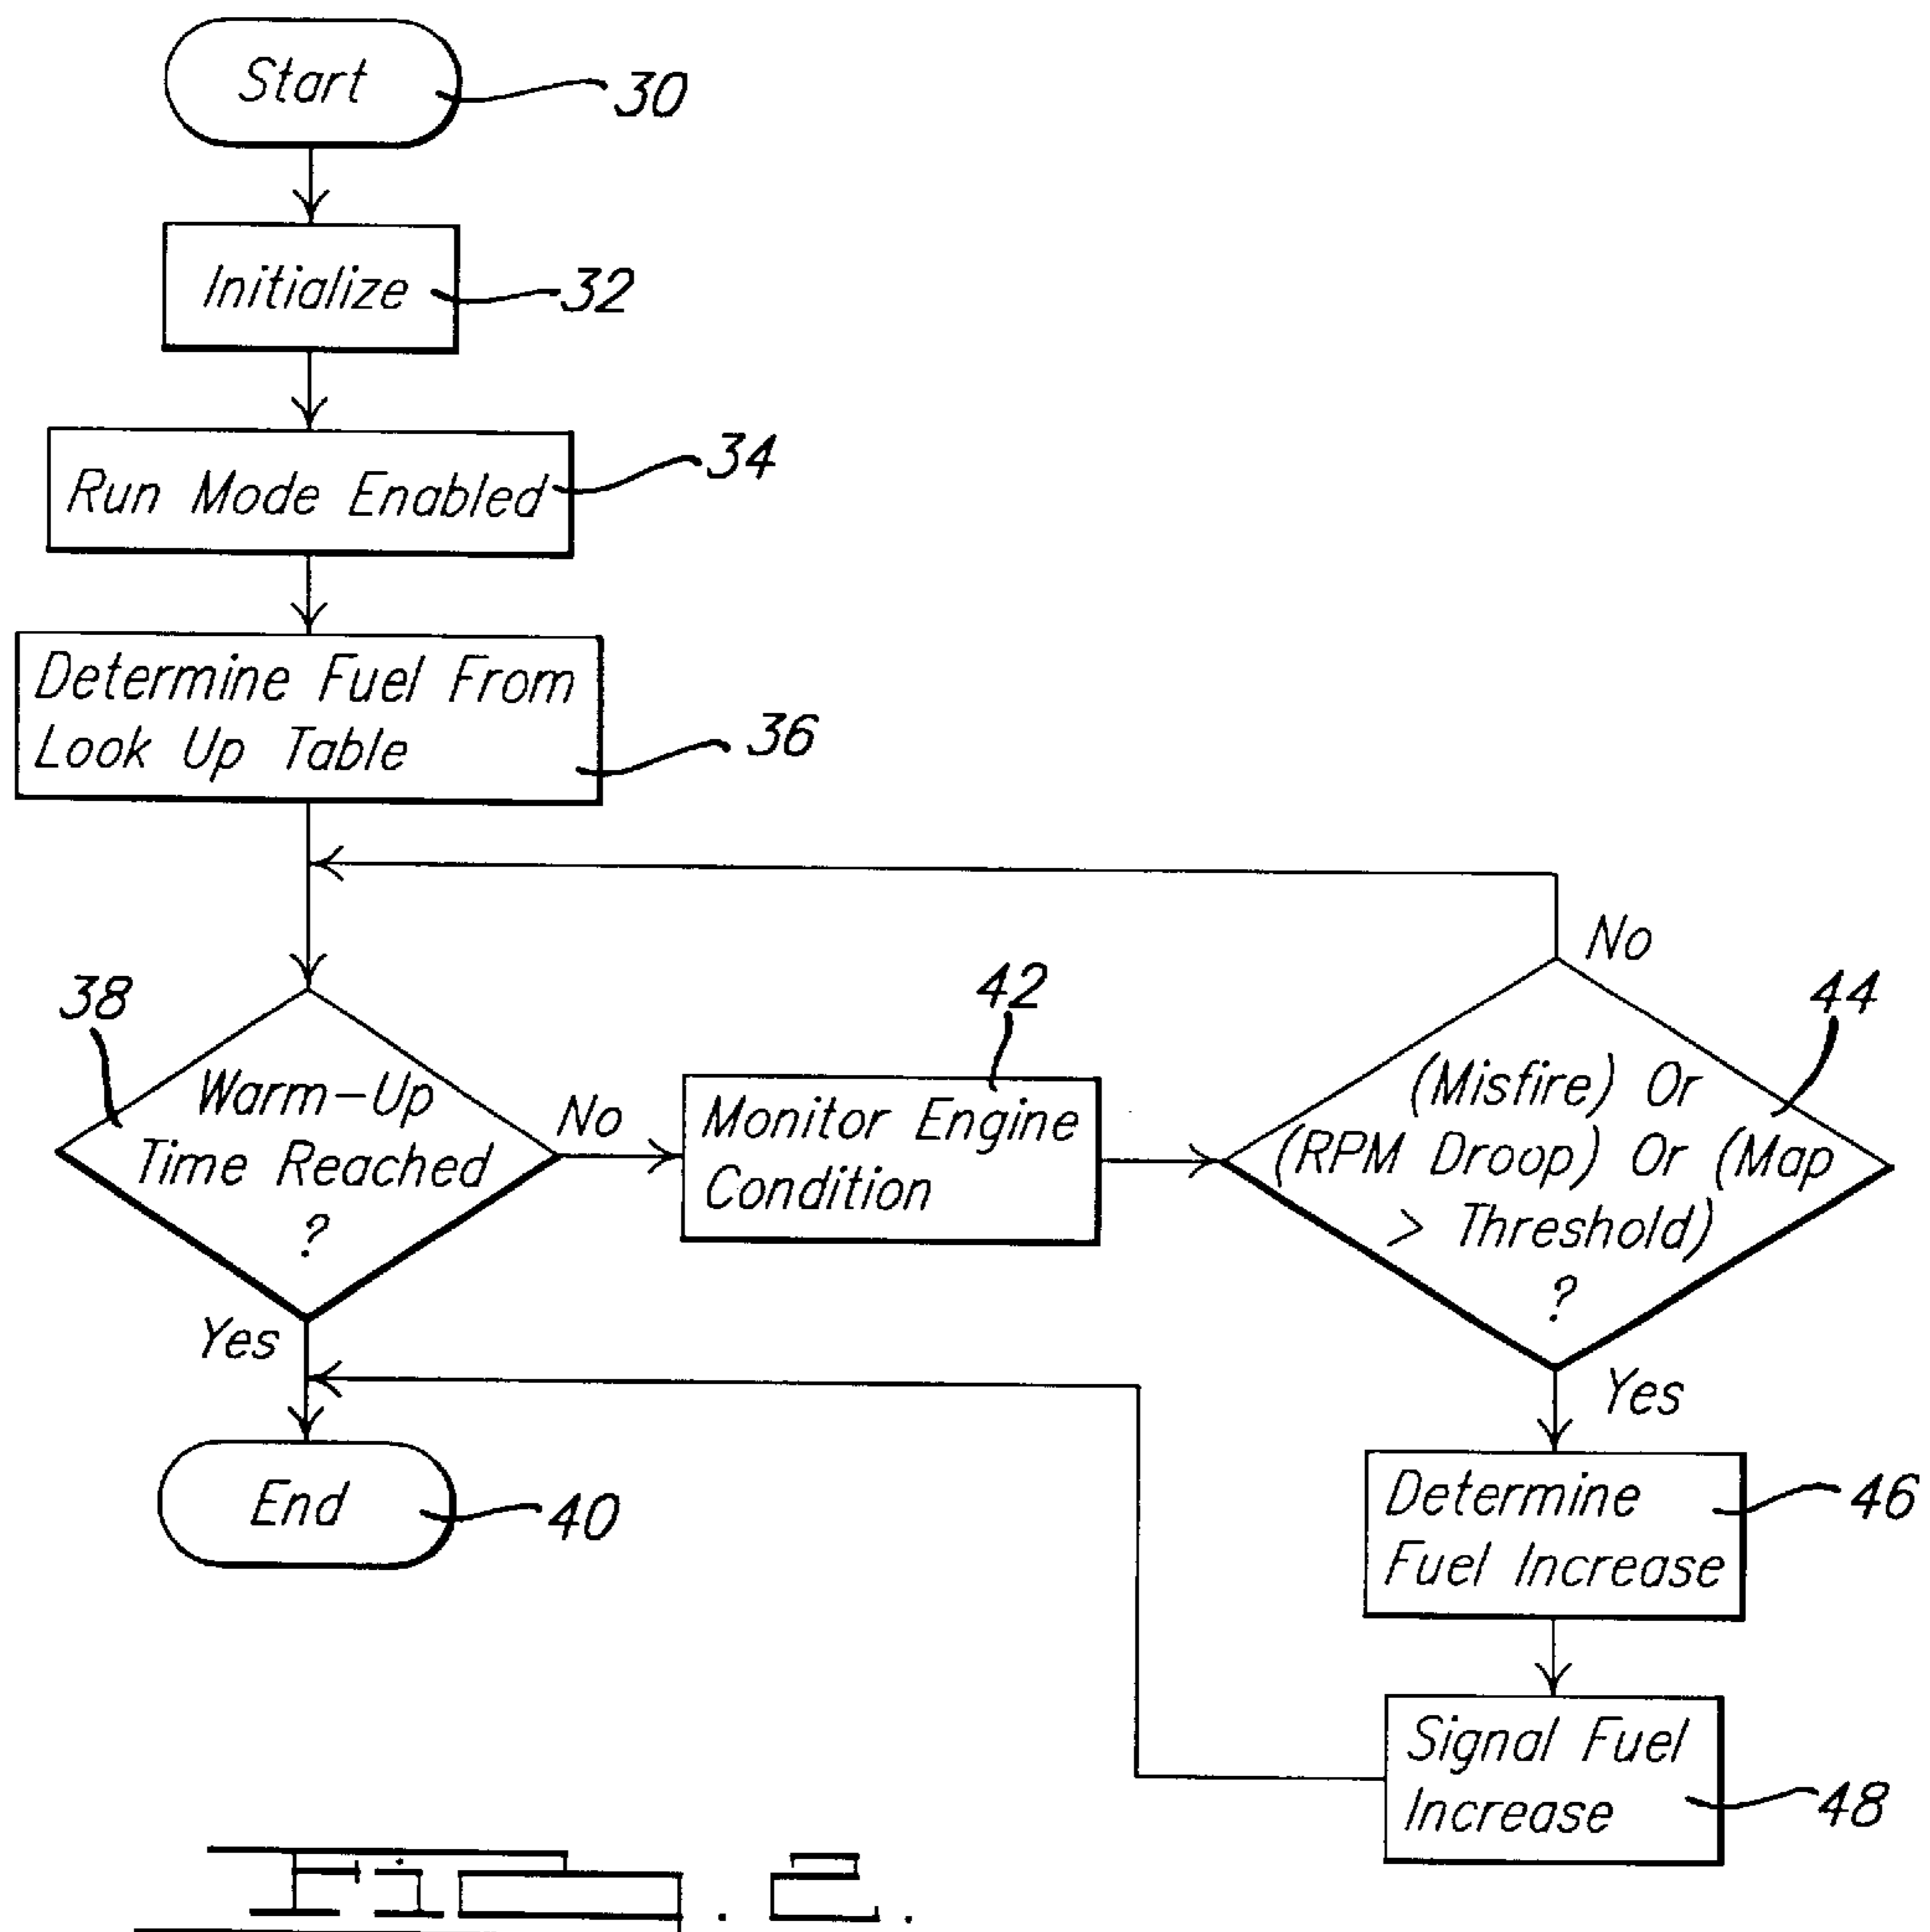 Start
30
Initialize
32
Run Mode Enabled
34
Determine Fuel From
Look Up Table
36
No
38
42
44
Warm-Up
Time Reached
?
No
Monitor Engine
Condition
(Misfire) Or
(RPM Droop) Or (Map
> Threshold)
?
Yes
Yes
End
40
Determine
Fuel Increase
46
Signal Fuel
Increase
48